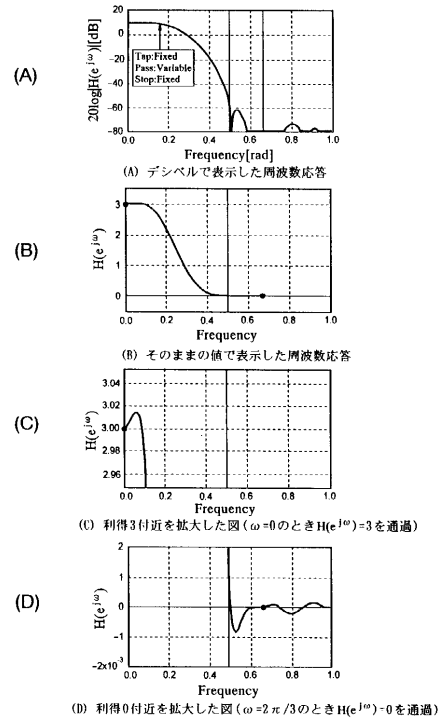 (A)
20log|H(e^jω)|[dB]
20
0
-20
-40
-60
-80
Tap:Fixed
Pass:Variable
Stop:Fixed
0.0 0.2 0.4 0.6 0.8 1.0
Frequency[rad]
(A) デシベルで表示した周波数応答
(B)
H(e^jω)
3
2
1
0
0.0 0.2 0.4 0.6 0.8 1.0
Frequency
(B) そのままの値で表示した周波数応答
(C)
H(e^jω)
3.04
3.02
3.00
2.98
2.96
0.0 0.2 0.4 0.6 0.8 1.0
Frequency
(C) 利得3付近を拡大した図(ω=0のときH(e^jω)=3を通過)
(D)
H(e^jω)
2
1
0
-1
-2×10^-3
0.0 0.2 0.4 0.6 0.8 1.0
Frequency
(D) 利得0付近を拡大した図(ω=2π/3のときH(e^jω)=0を通過)